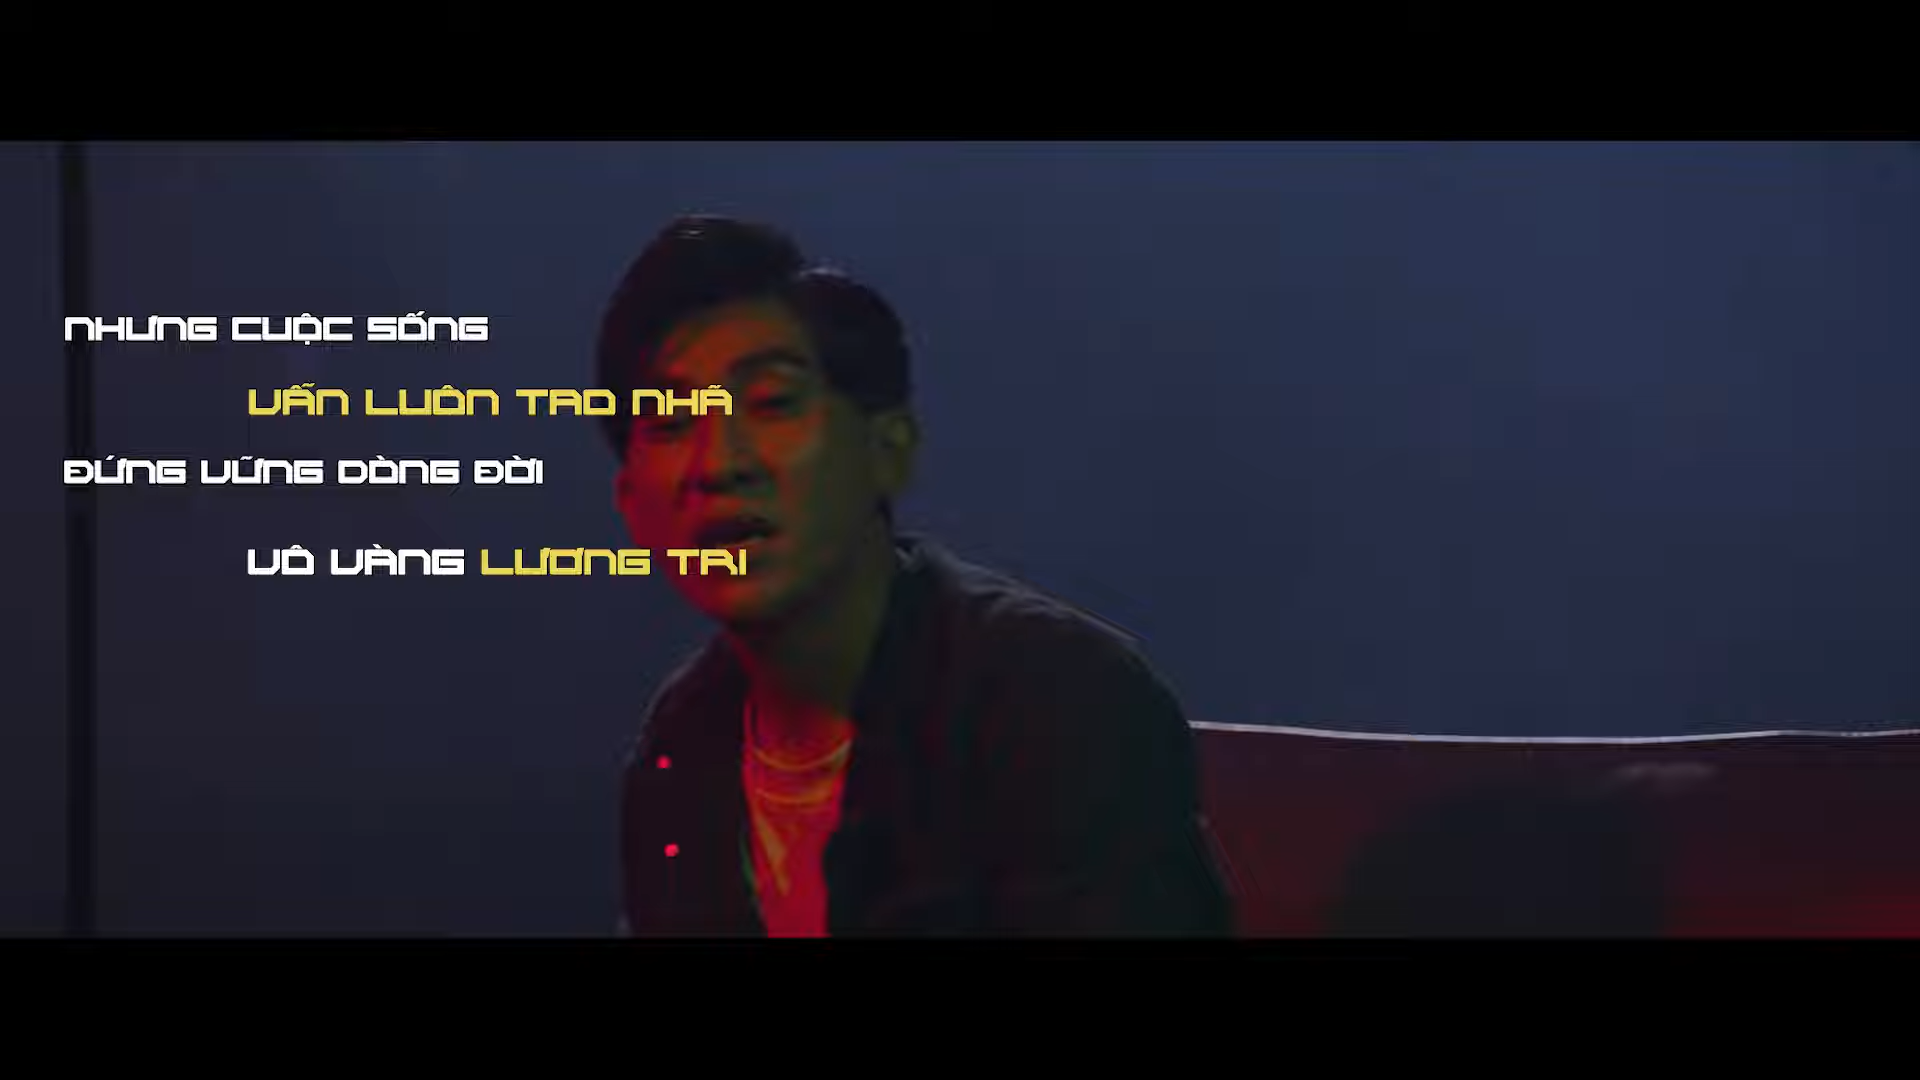 NHƯNG CUỘC SỐNG
VẪN LUÔN TAO NHÃ
ĐỨNG VỮNG DÒNG ĐỜI
VÔ VÀNG LƯƠNG TRI